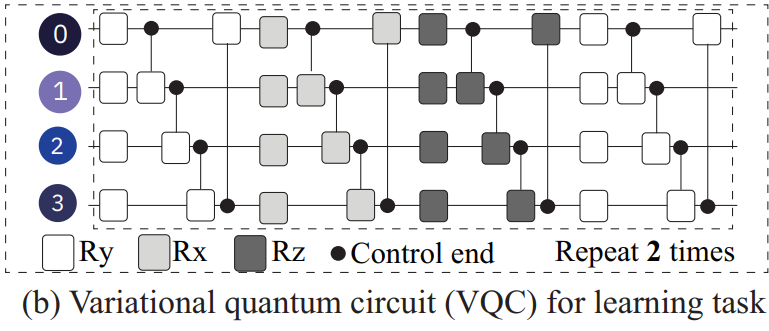 0
1
2
3
Ry Rx Rz Control end Repeat 2 times
(b) Variational quantum circuit (VQC) for learning task